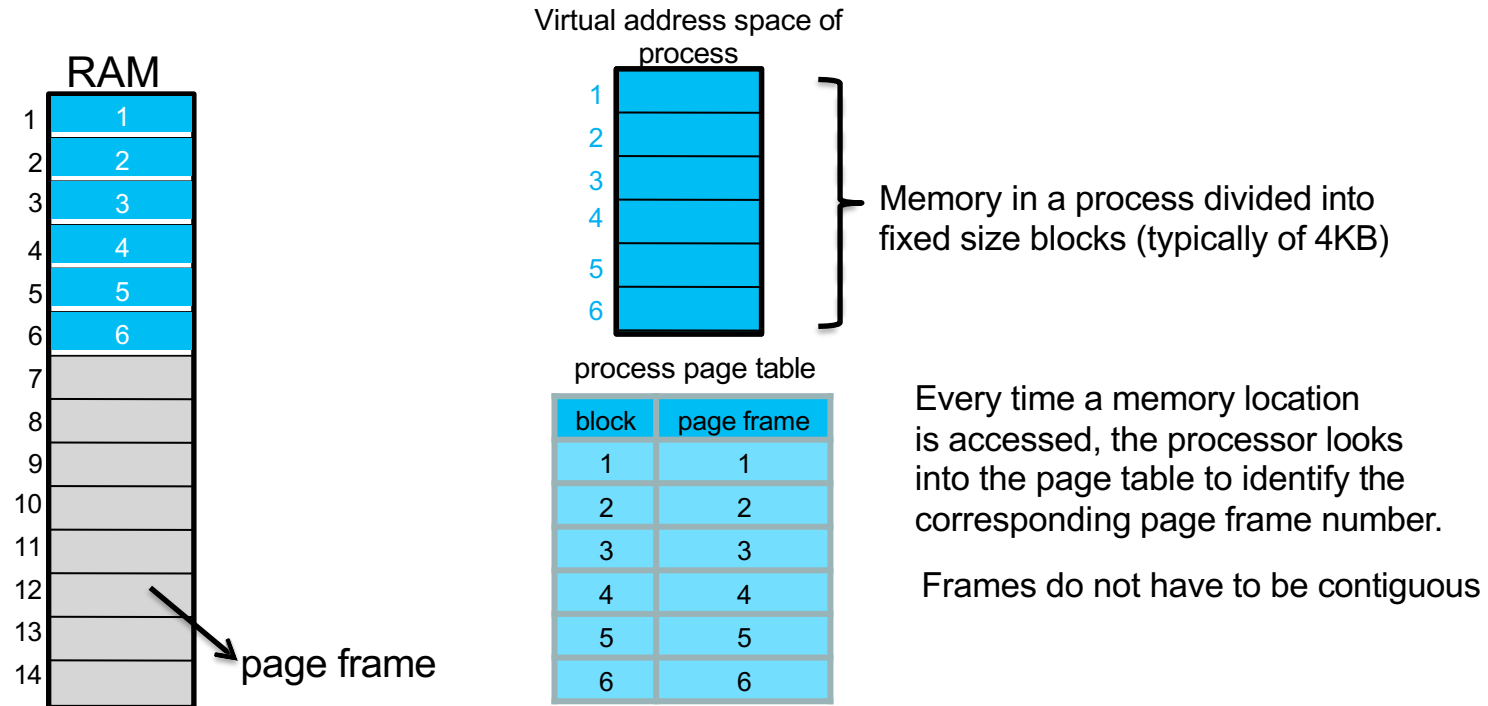 RAM
1 1
2 2
3 3
4 4
5 5
6 6
7
8
9
10
11
12
13
14
page frame
Virtual address space of
process
1
2
3
4
5
6
Memory in a process divided into
fixed size blocks (typically of 4KB)
process page table
block page frame
1 1
2 2
3 3
4 4
5 5
6 6
Every time a memory location
is accessed, the processor looks
into the page table to identify the
corresponding page frame number.
Frames do not have to be contiguous